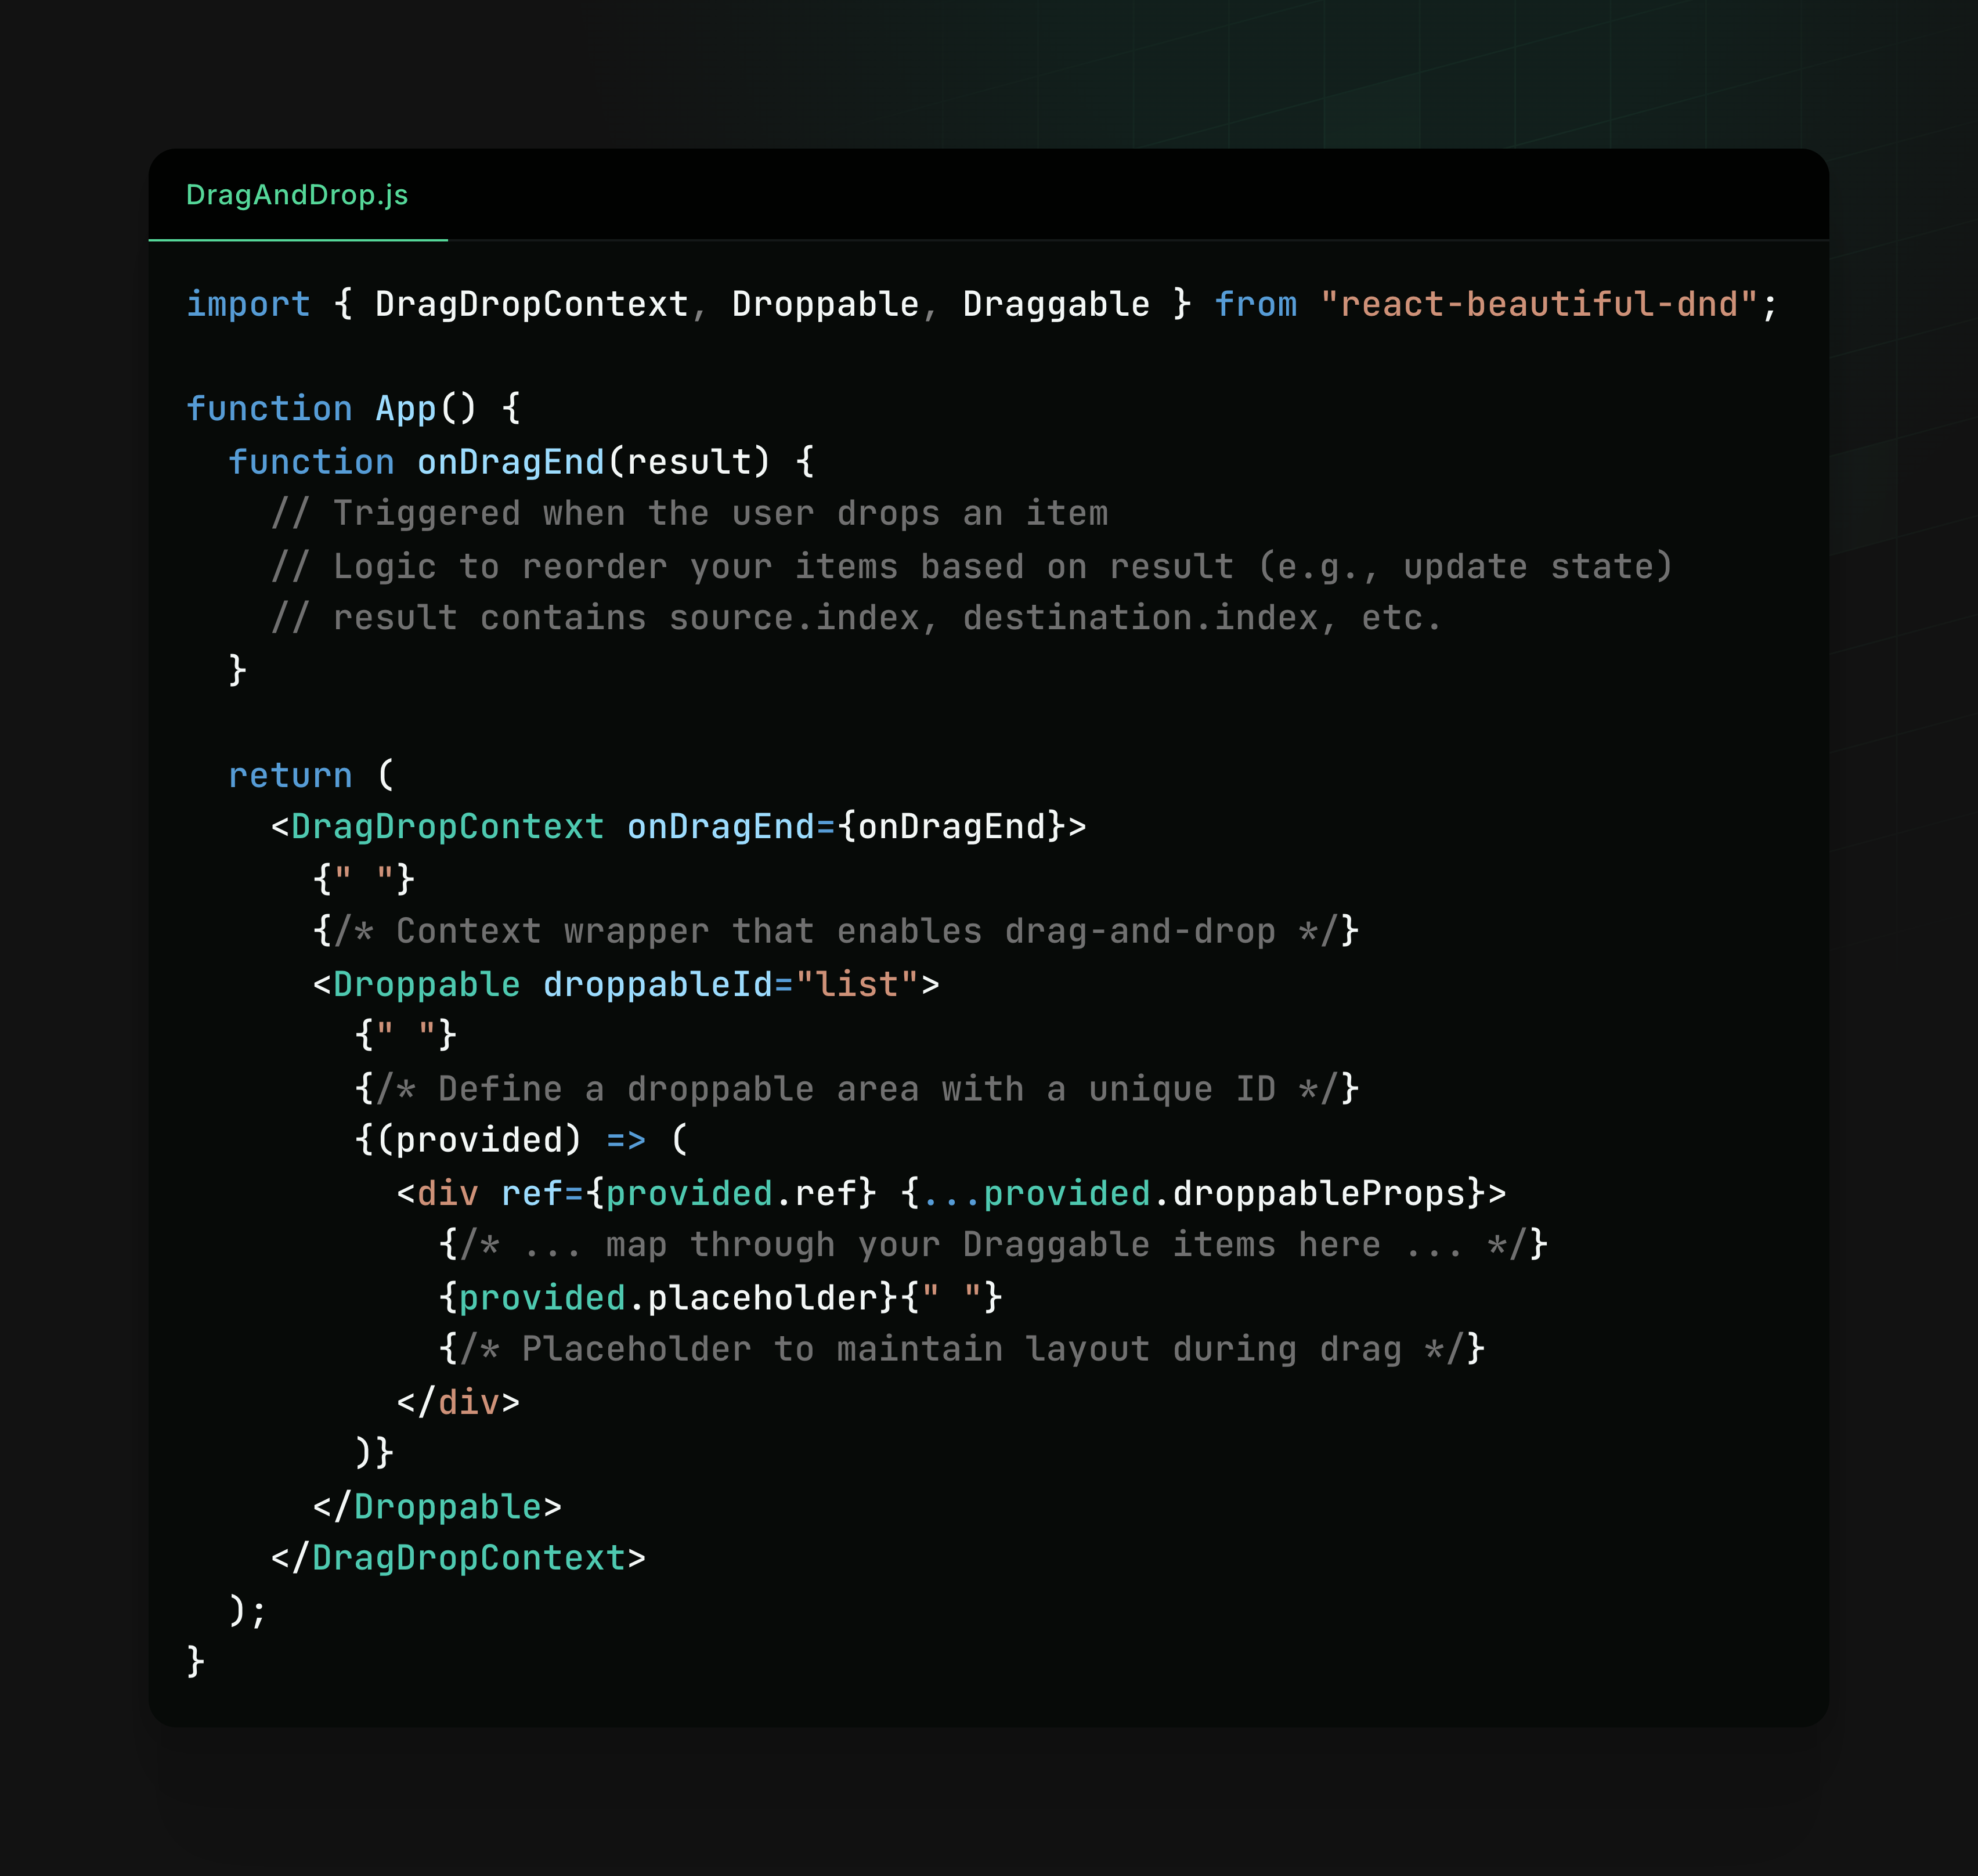 DragAndDrop.js
import { DragDropContext, Droppable, Draggable } from "react-beautiful-dnd";
function App() {
  function onDragEnd(result) {
    // Triggered when the user drops an item
    // Logic to reorder your items based on result (e.g., update state)
    // result contains source.index, destination.index, etc.
  }
  return (
    <DragDropContext onDragEnd={onDragEnd}>
      {" "}
      {/* Context wrapper that enables drag-and-drop */}
      <Droppable droppableId="list">
        {" "}
        {/* Define a droppable area with a unique ID */}
        {(provided) => (
          <div ref={provided.ref} {...provided.droppableProps}>
            {/* ... map through your Draggable items here ... */}
            {provided.placeholder}{" "}
            {/* Placeholder to maintain layout during drag */}
          </div>
        )}
      </Droppable>
    </DragDropContext>
  );
}